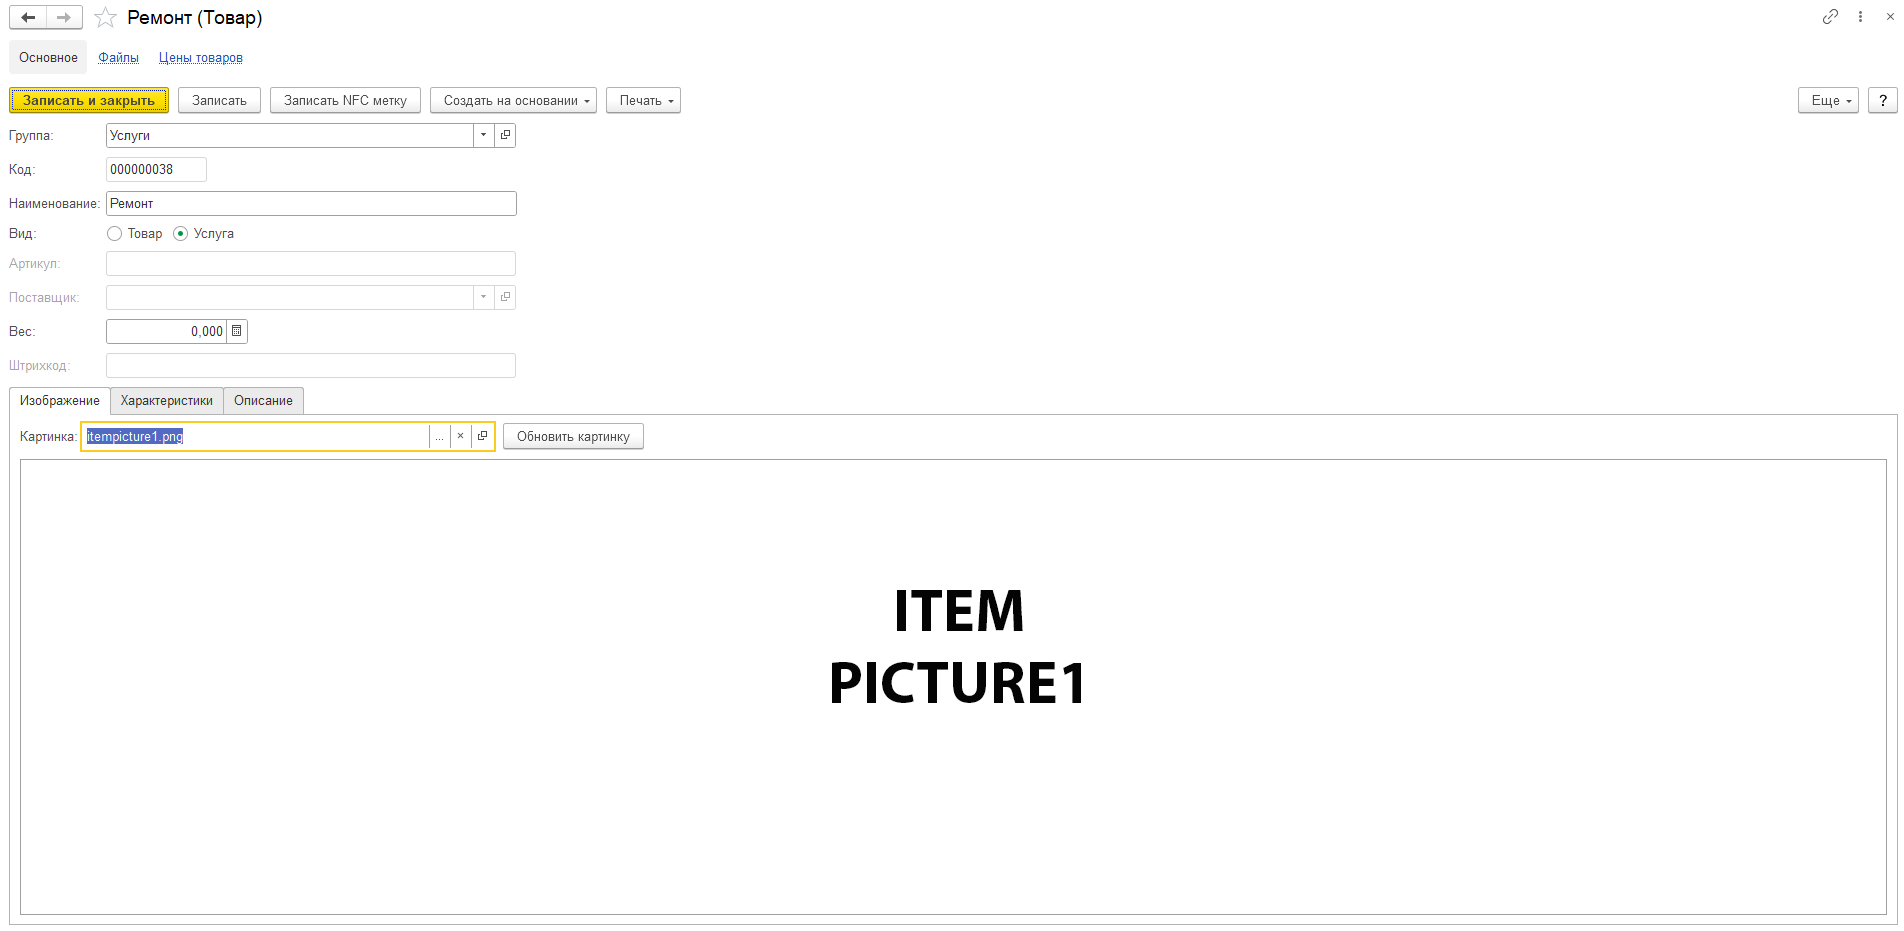 Ремонт (Товар)
Основное Файлы Цены товаров
Записать и закрыть Записать Записать NFC метку Создать на основании Печать Еще ?
Группа: Услуги
Код: 000000038
Наименование: Ремонт
Вид: Товар Услуга
Артикул:
Поставщик:
Вес: 0,000
Штрихкод:
Изображение Характеристики Описание
Картинка: itempicture1.png ... × Обновить картинку
ITEM
PICTURE1